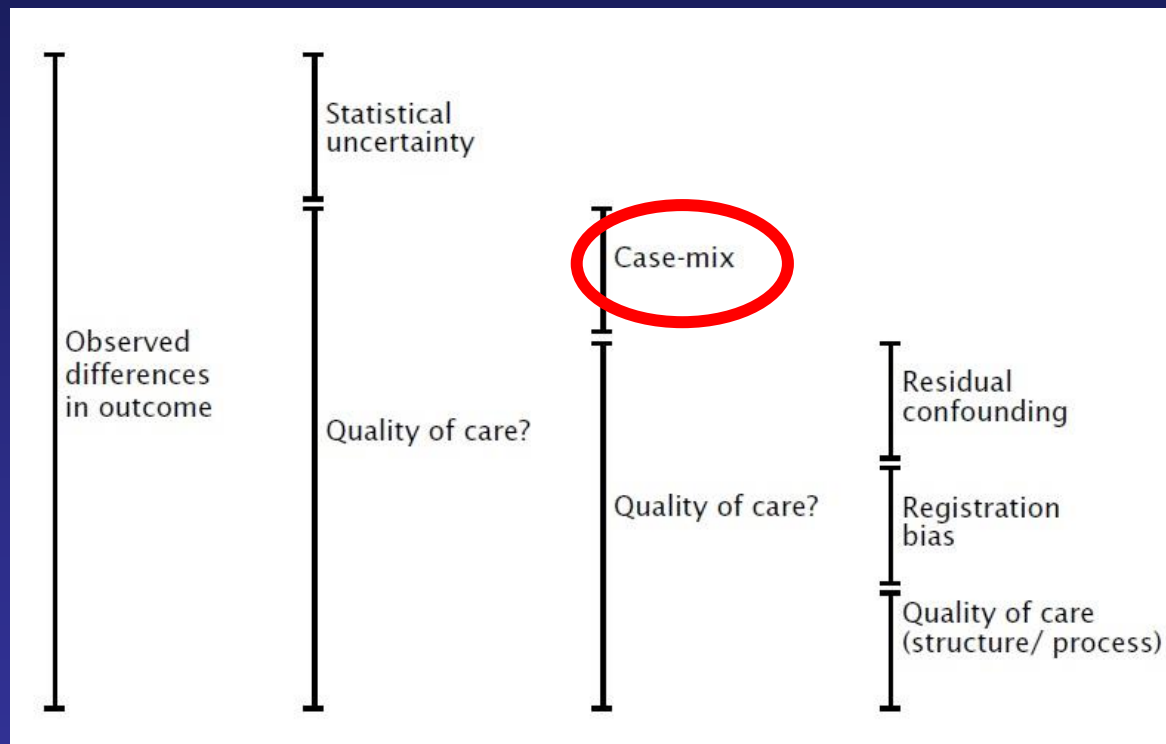 Observed
differences
in outcome
Statistical
uncertainty
Quality of care?
Case-mix
Quality of care?
Residual
confounding
Registration
bias
Quality of care
(structure/ process)